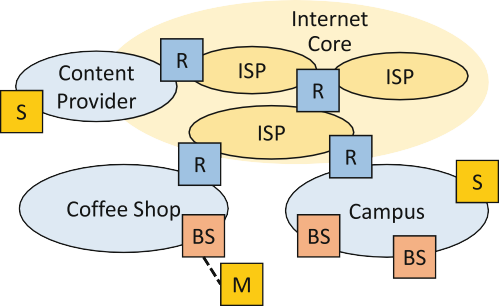 Internet
Core
R
ISP
ISP
Content
Provider
R
S
ISP
R
R
S
Coffee Shop
Campus
BS
BS
BS
M